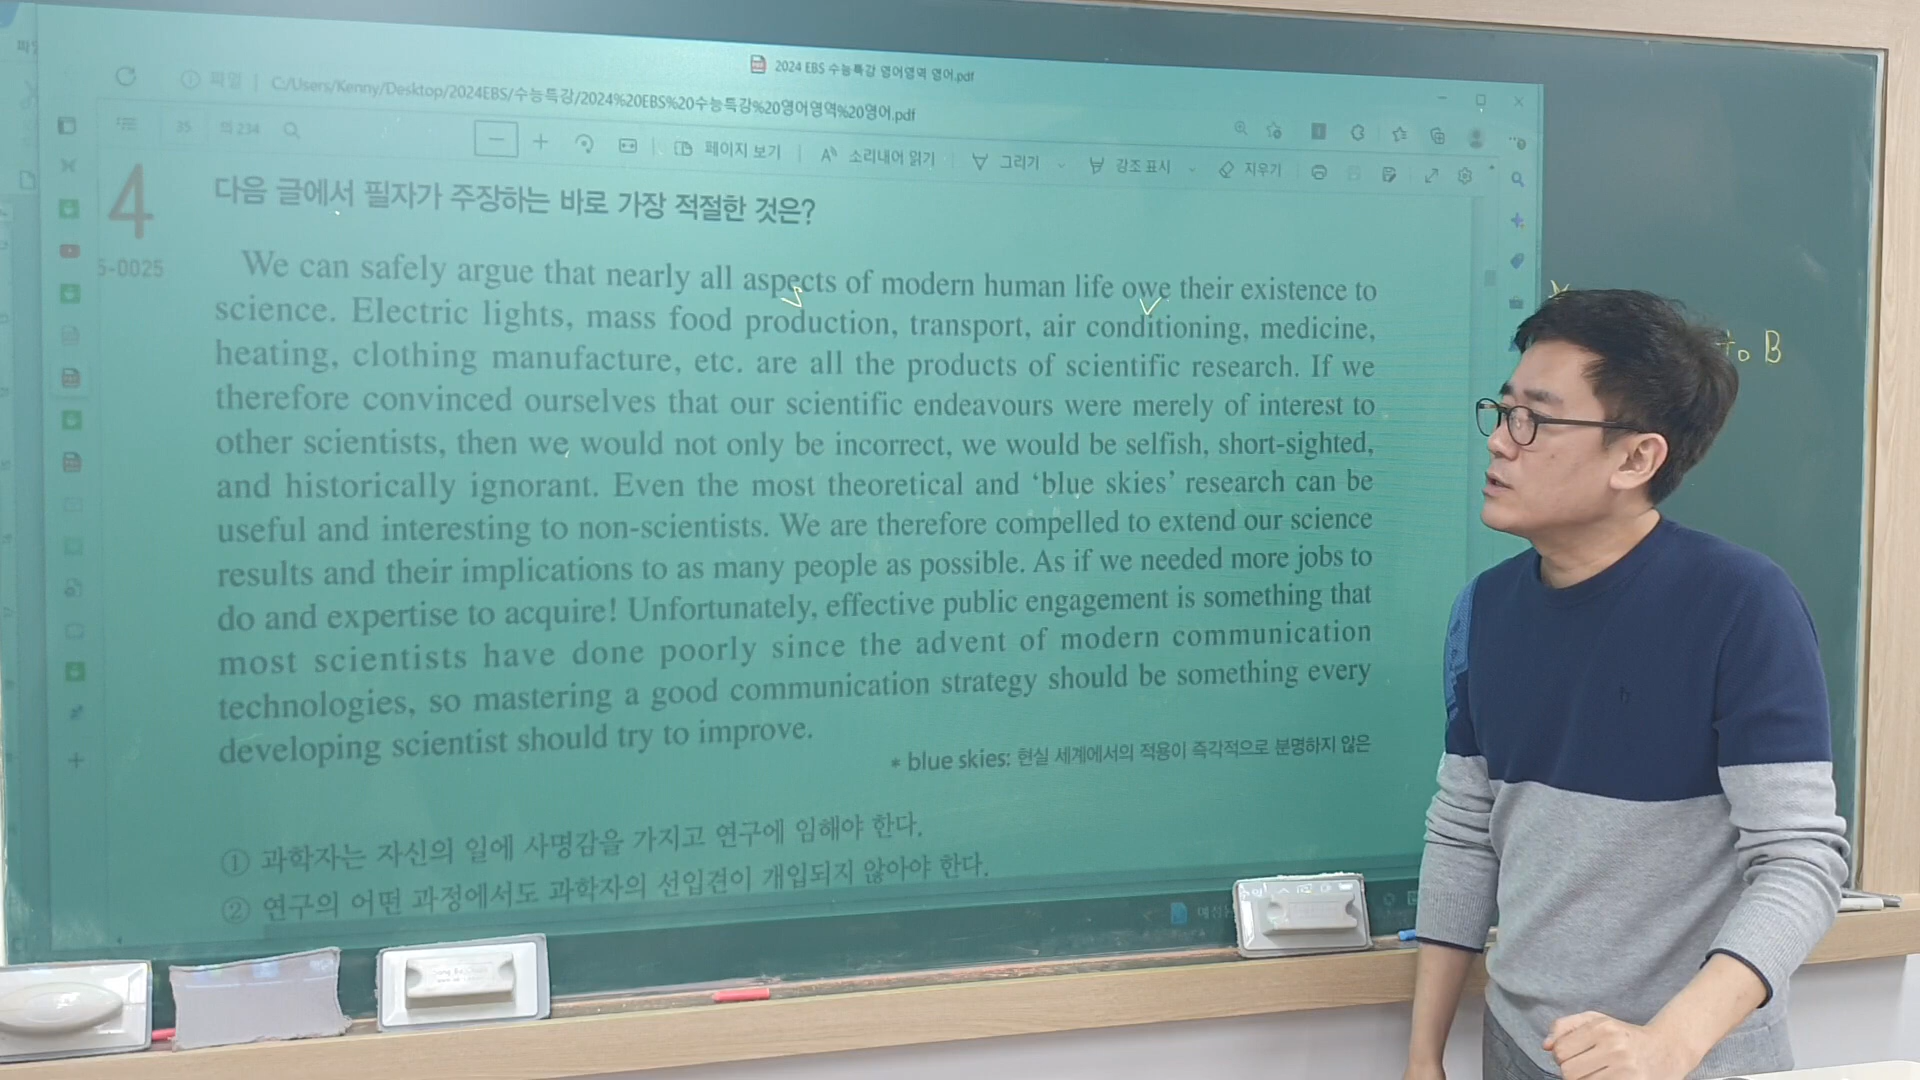 2024 EBS 수능특강 영어영역 영어.pdf
파일 | C:/Users/Kenny/Desktop/2024EBS/수능특강/2024%20EBS%20수능특강%20영어영역%20영어.pdf
35 의 234
페이지 보기 | 소리내어 읽기 | 그리기 강조 표시 지우기
4 다음 글에서 필자가 주장하는 바로 가장 적절한 것은?
5-0025
We can safely argue that nearly all aspects of modern human life owe their existence to
science. Electric lights, mass food production, transport, air conditioning, medicine,
heating, clothing manufacture, etc. are all the products of scientific research. If we
therefore convinced ourselves that our scientific endeavours were merely of interest to
other scientists, then we would not only be incorrect, we would be selfish, short-sighted,
and historically ignorant. Even the most theoretical and ‘blue skies’ research can be
useful and interesting to non-scientists. We are therefore compelled to extend our science
results and their implications to as many people as possible. As if we needed more jobs to
do and expertise to acquire! Unfortunately, effective public engagement is something that
most scientists have done poorly since the advent of modern communication
technologies, so mastering a good communication strategy should be something every
developing scientist should try to improve.
* blue skies: 현실 세계에서의 적용이 즉각적으로 분명하지 않은
① 과학자는 자신의 일에 사명감을 가지고 연구에 임해야 한다.
② 연구의 어떤 과정에서도 과학자의 선입견이 개입되지 않아야 한다.
S
V
to B